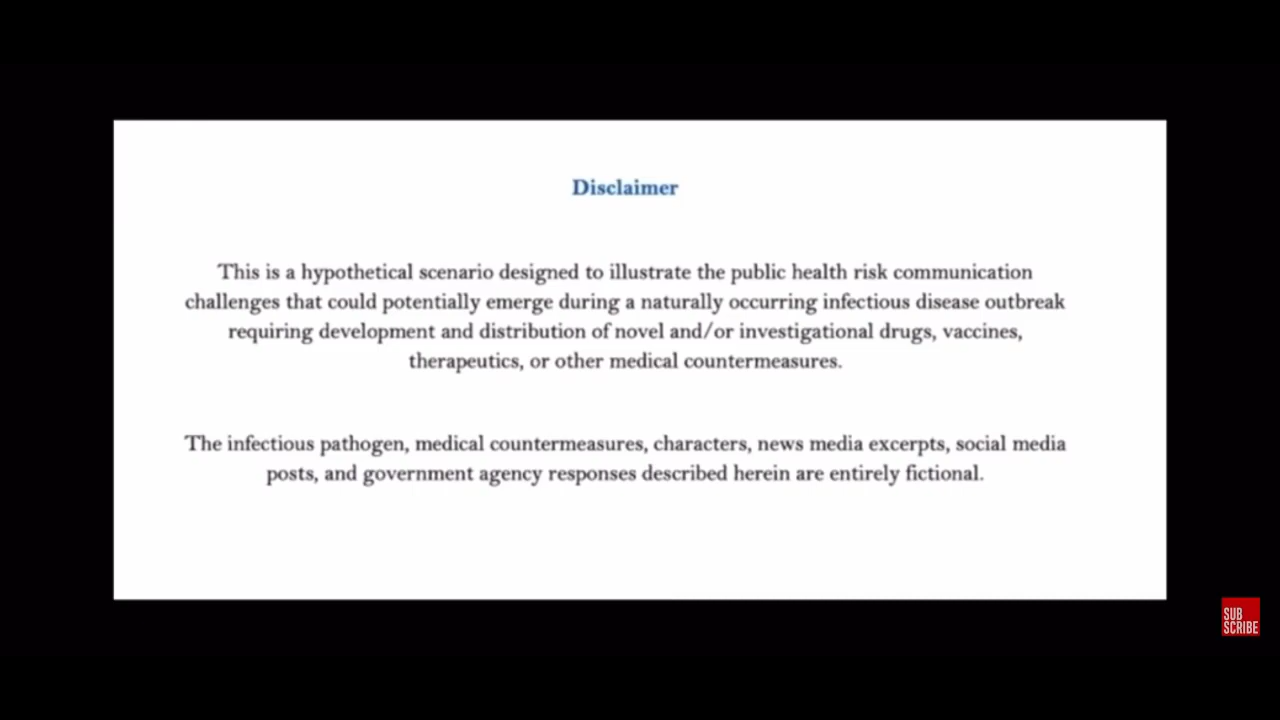 Disclaimer
This is a hypothetical scenario designed to illustrate the public health risk communication
challenges that could potentially emerge during a naturally occurring infectious disease outbreak
requiring development and distribution of novel and/or investigational drugs, vaccines,
therapeutics, or other medical countermeasures.
The infectious pathogen, medical countermeasures, characters, news media excerpts, social media
posts, and government agency responses described herein are entirely fictional.
SUB
SCRIBE